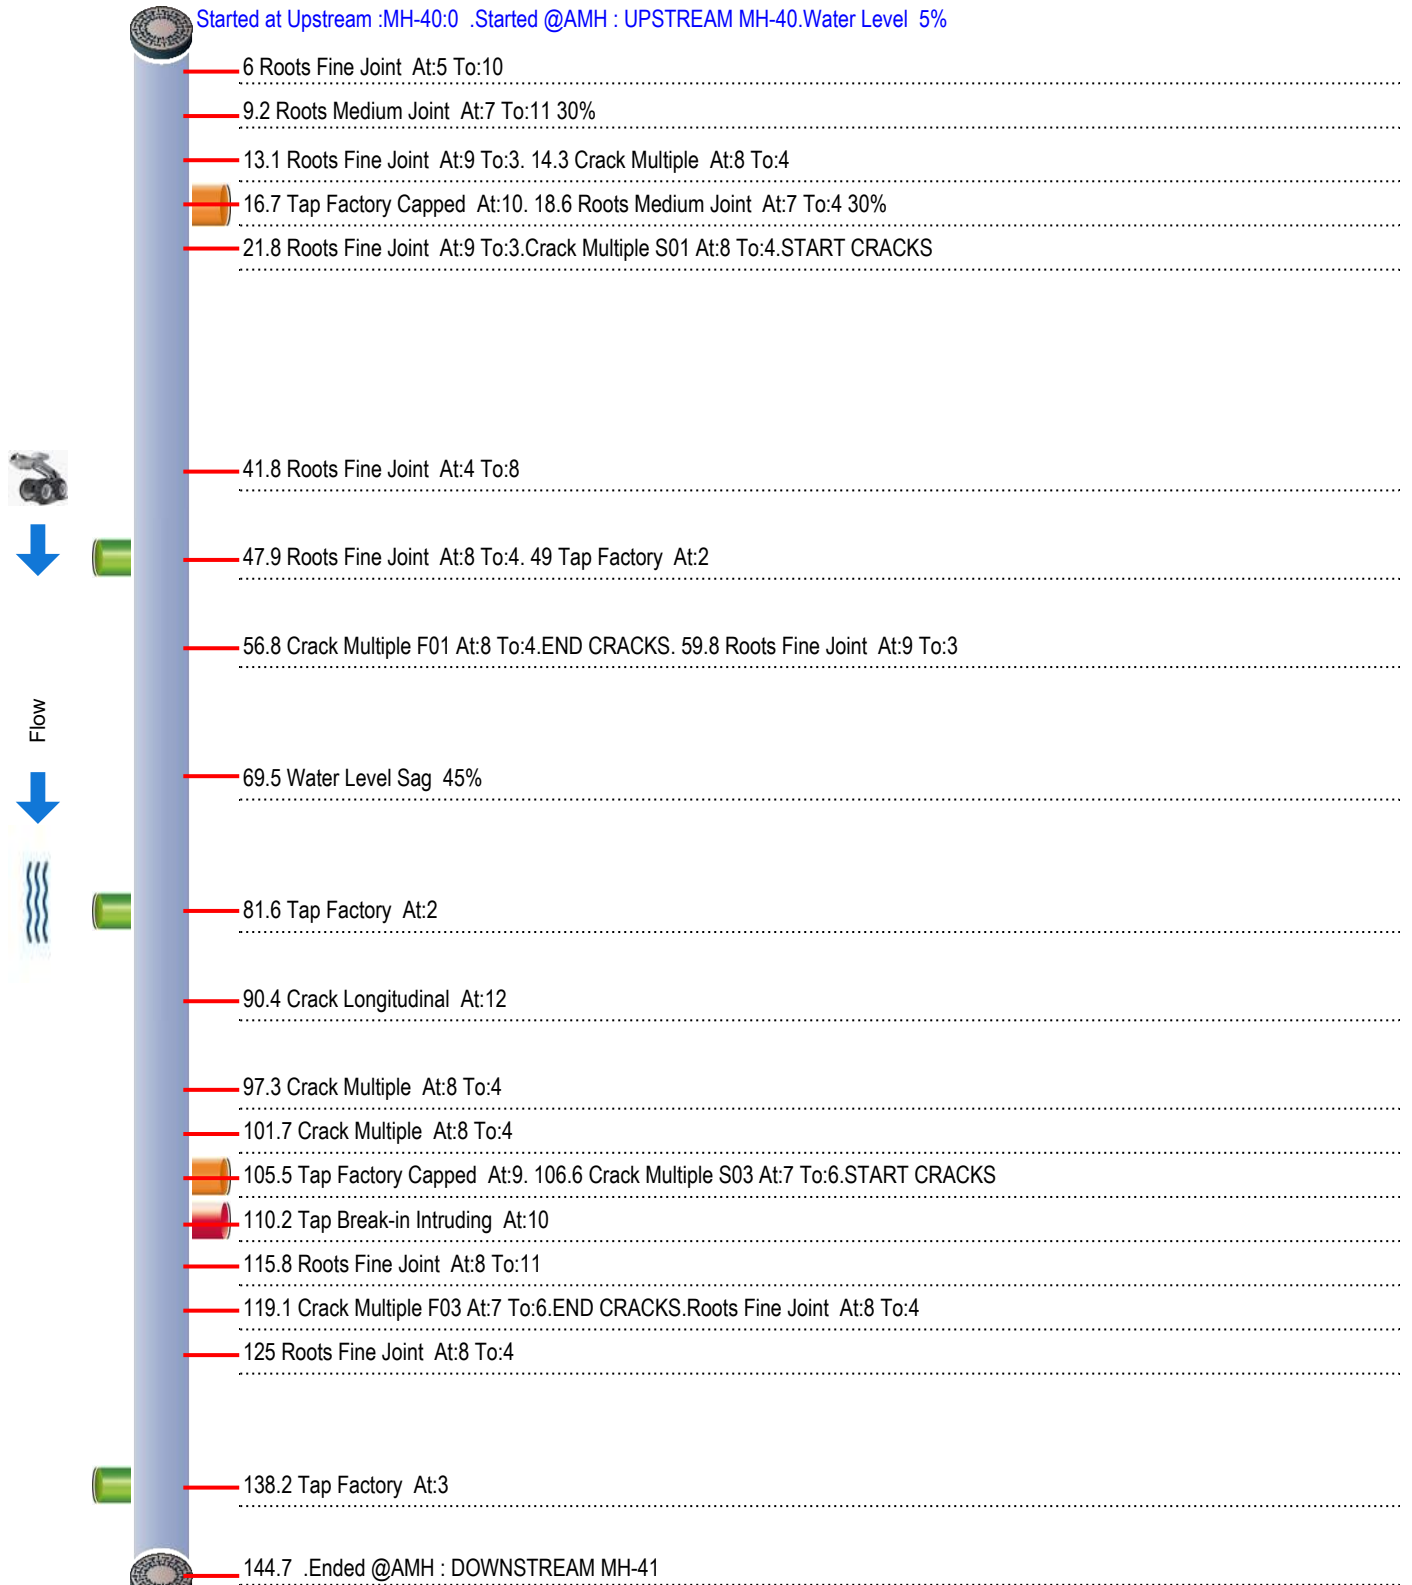 Started at Upstream :MH-40:0 .Started @AMH : UPSTREAM MH-40.Water Level 5%
6 Roots Fine Joint At:5 To:10
9.2 Roots Medium Joint At:7 To:11 30%
13.1 Roots Fine Joint At:9 To:3. 14.3 Crack Multiple At:8 To:4
16.7 Tap Factory Capped At:10. 18.6 Roots Medium Joint At:7 To:4 30%
21.8 Roots Fine Joint At:9 To:3.Crack Multiple S01 At:8 To:4.START CRACKS
41.8 Roots Fine Joint At:4 To:8
47.9 Roots Fine Joint At:8 To:4. 49 Tap Factory At:2
56.8 Crack Multiple F01 At:8 To:4.END CRACKS. 59.8 Roots Fine Joint At:9 To:3
Flow
69.5 Water Level Sag 45%
81.6 Tap Factory At:2
90.4 Crack Longitudinal At:12
97.3 Crack Multiple At:8 To:4
101.7 Crack Multiple At:8 To:4
105.5 Tap Factory Capped At:9. 106.6 Crack Multiple S03 At:7 To:6.START CRACKS
110.2 Tap Break-in Intruding At:10
115.8 Roots Fine Joint At:8 To:11
119.1 Crack Multiple F03 At:7 To:6.END CRACKS.Roots Fine Joint At:8 To:4
125 Roots Fine Joint At:8 To:4
138.2 Tap Factory At:3
144.7 .Ended @AMH : DOWNSTREAM MH-41